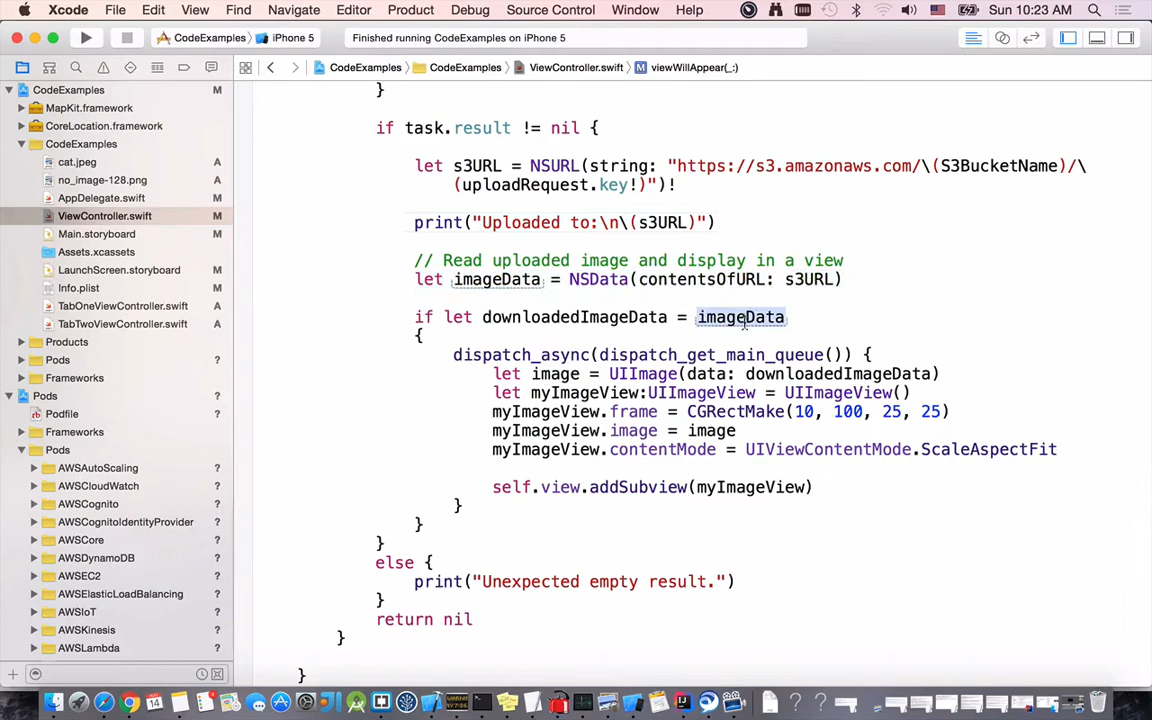 Xcode File Edit View Find Navigate Editor Product Debug Source Control Window Help Sun 10:23 AM
CodeExamples iPhone 5 Finished running CodeExamples on iPhone 5
CodeExamples CodeExamples ViewController.swift M viewWillAppear(_:)
CodeExamples M
MapKit.framework
CoreLocation.framework
CodeExamples
cat.jpeg A
no_image-128.png A
AppDelegate.swift A
ViewController.swift M
Main.storyboard M
Assets.xcassets
LaunchScreen.storyboard M
Info.plist M
TabOneViewController.swift A
TabTwoViewController.swift A
Products
Pods
Frameworks
Pods M
Podfile
Frameworks
Pods
AWSAutoScaling ?
AWSCloudWatch ?
AWSCognito ?
AWSCognitoIdentityProvider ?
AWSCore ?
AWSDynamoDB ?
AWSEC2 ?
AWSElasticLoadBalancing ?
AWSIoT ?
AWSKinesis ?
AWSLambda ?
}
if task.result != nil {
let s3URL = NSURL(string: "https://s3.amazonaws.com/\(S3BucketName)/\
(uploadRequest.key!)")!
print("Uploaded to:\n\(s3URL)")
// Read uploaded image and display in a view
let imageData = NSData(contentsOfURL: s3URL)
if let downloadedImageData = imageData
{
dispatch_async(dispatch_get_main_queue()) {
let image = UIImage(data: downloadedImageData)
let myImageView:UIImageView = UIImageView()
myImageView.frame = CGRectMake(10, 100, 25, 25)
myImageView.image = image
myImageView.contentMode = UIViewContentMode.ScaleAspectFit
self.view.addSubview(myImageView)
}
}
}
else {
print("Unexpected empty result.")
}
return nil
}
}